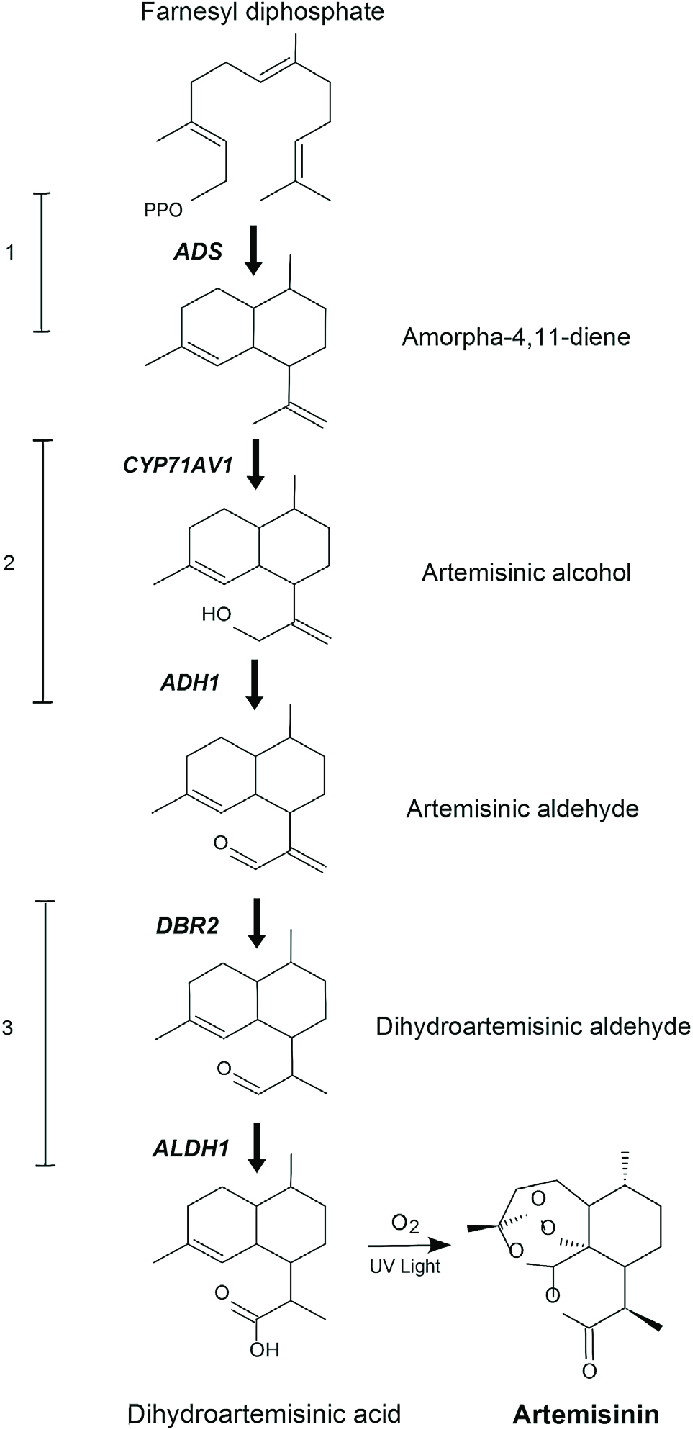 Farnesyl diphosphate
PPO
1
ADS
Amorpha-4,11-diene
CYP71AV1
2
Artemisinic alcohol
HO
ADH1
Artemisinic aldehyde
O
DBR2
3
Dihydroartemisinic aldehyde
O
ALDH1
O2
UV Light
O
O
O
O
O
O
OH
Dihydroartemisinic acid
Artemisinin